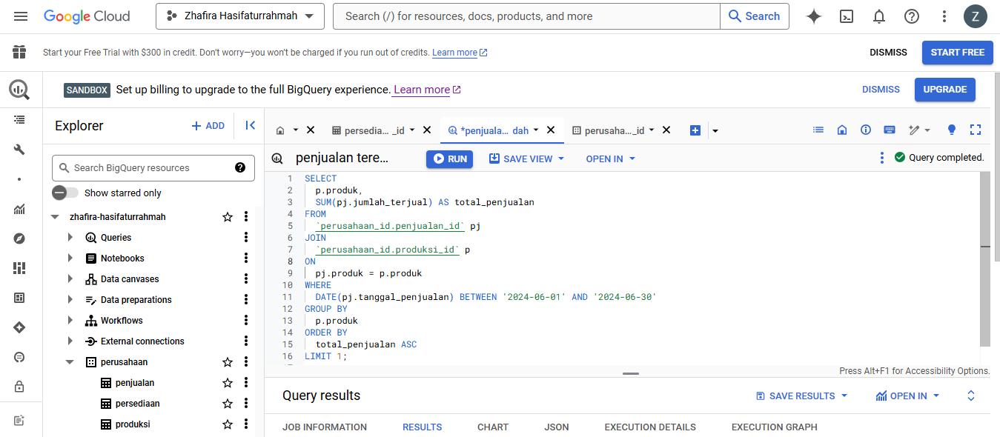 Google Cloud
Zhafira Hasifaturrahmah
Search (/) for resources, docs, products, and more
Search
Z
Start your Free Trial with $300 in credit. Don't worry—you won't be charged if you run out of credits. Learn more
DISMISS
START FREE
SANDBOX Set up billing to upgrade to the full BigQuery experience. Learn more
DISMISS
UPGRADE
Explorer
+ ADD
persedia... _id
*penjuala... dah
perusaha..._id
Search BigQuery resources
penjualan tere...
RUN
SAVE VIEW
OPEN IN
Query completed.
Show starred only
zhafira-hasifaturrahmah
Queries
Notebooks
Data canvases
Data preparations
Workflows
External connections
perusahaan
penjualan
persediaan
produksi
1 SELECT
2 p.produk,
3 SUM(pj.jumlah_terjual) AS total_penjualan
4 FROM
5 `perusahaan_id.penjualan_id` pj
6 JOIN
7 `perusahaan_id.produksi_id` p
8 ON
9 pj.produk = p.produk
10 WHERE
11 DATE(pj.tanggal_penjualan) BETWEEN '2024-06-01' AND '2024-06-30'
12 GROUP BY
13 p.produk
14 ORDER BY
15 total_penjualan ASC
16 LIMIT 1;
Press Alt+F1 for Accessibility Options.
Query results
SAVE RESULTS
OPEN IN
JOB INFORMATION
RESULTS
CHART
JSON
EXECUTION DETAILS
EXECUTION GRAPH